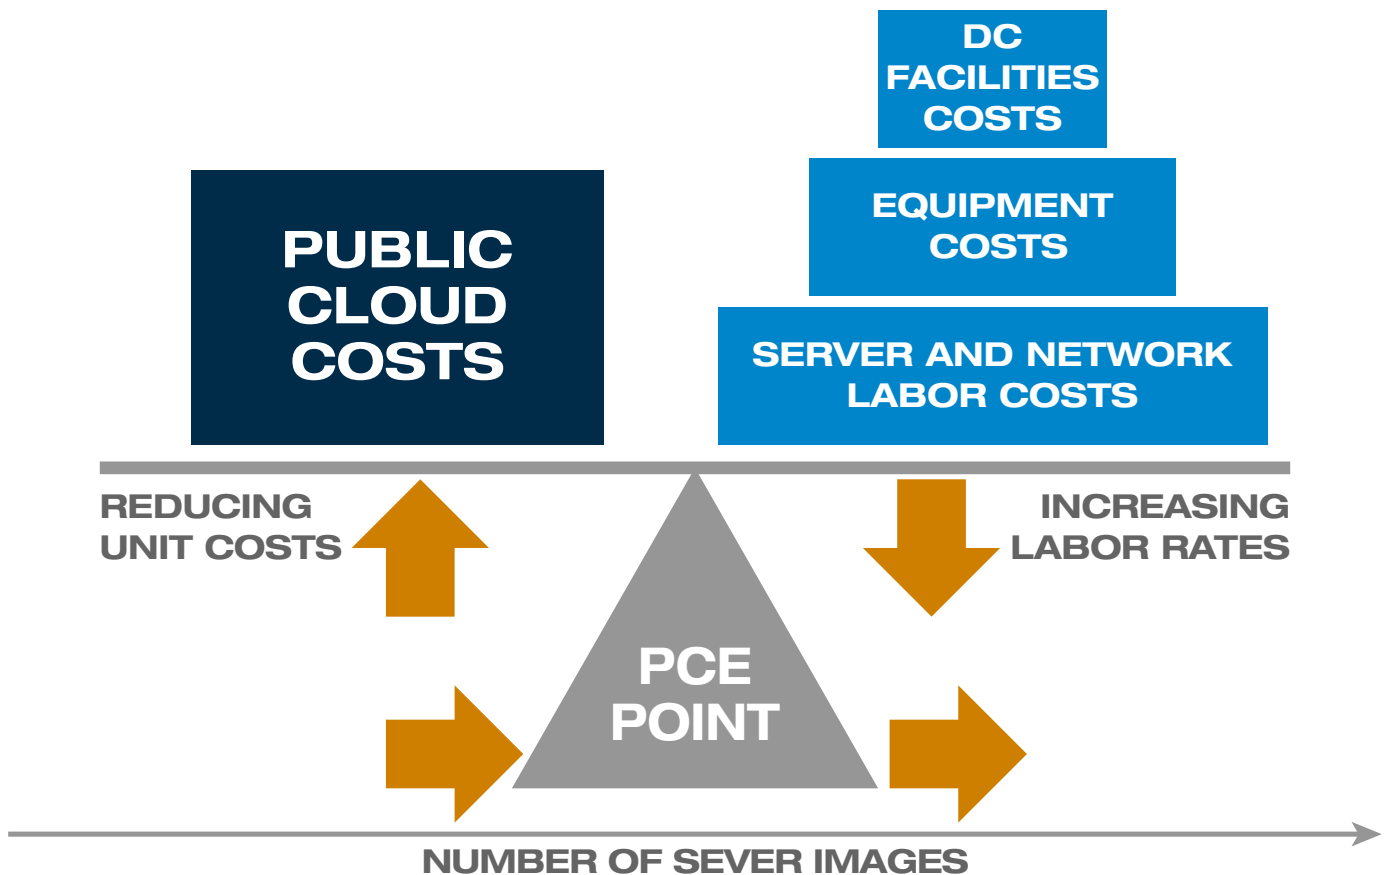 DC
FACILITIES
COSTS
EQUIPMENT
COSTS
PUBLIC
CLOUD
COSTS
SERVER AND NETWORK
LABOR COSTS
REDUCING
UNIT COSTS
INCREASING
LABOR RATES
PCE
POINT
NUMBER OF SEVER IMAGES